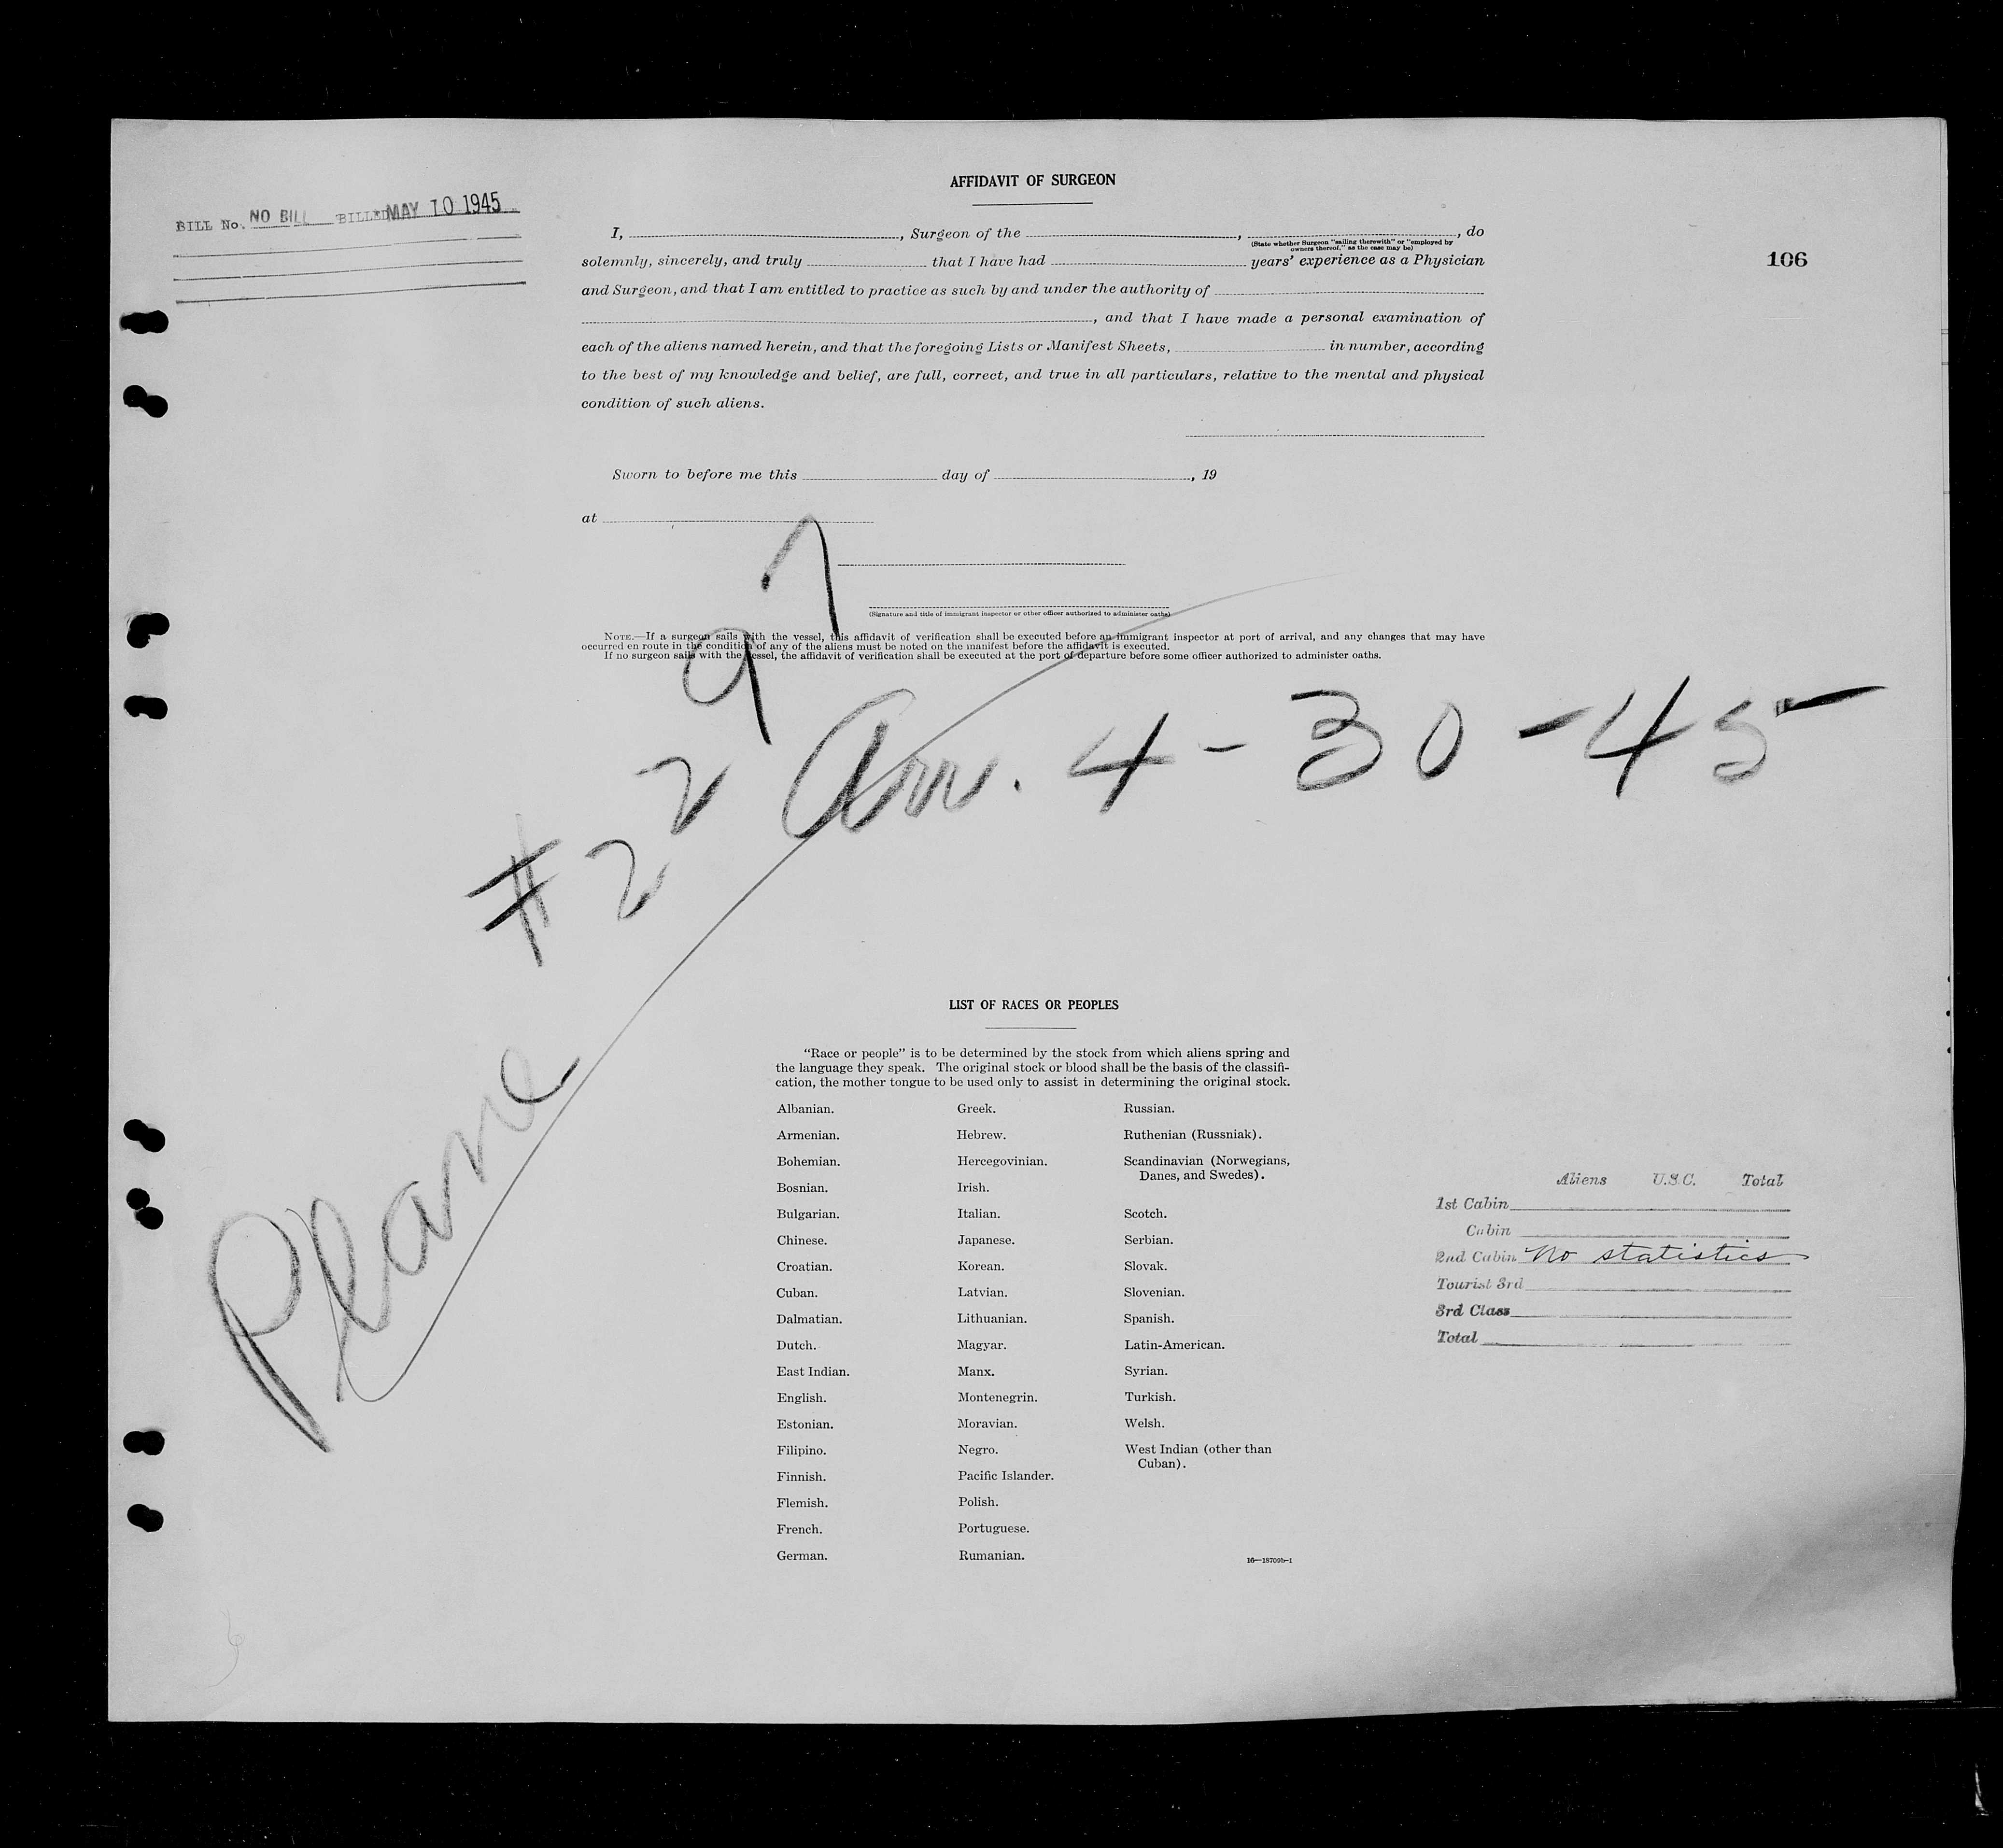 BILL No. NO BILL BILLED MAY 10 1945
AFFIDAVIT OF SURGEON
106
I, , Surgeon of the , , do
(State whether Surgeon "sailing therewith" or "employed by
owners thereof," as the case may be)
solemnly, sincerely, and truly that I have had years' experience as a Physician
and Surgeon, and that I am entitled to practice as such by and under the authority of
, and that I have made a personal examination of
each of the aliens named herein, and that the foregoing Lists or Manifest Sheets, in number, according
to the best of my knowledge and belief, are full, correct, and true in all particulars, relative to the mental and physical
condition of such aliens.
Sworn to before me this day of , 19
at
(Signature and title of immigrant inspector or other officer authorized to administer oaths)
NOTE.—If a surgeon sails with the vessel, this affidavit of verification shall be executed before an immigrant inspector at port of arrival, and any changes that may have
occurred en route in the condition of any of the aliens must be noted on the manifest before the affidavit is executed.
If no surgeon sails with the vessel, the affidavit of verification shall be executed at the port of departure before some officer authorized to administer oaths.
Plane #2297
Arr. 4-30-45
LIST OF RACES OR PEOPLES
"Race or people" is to be determined by the stock from which aliens spring and
the language they speak. The original stock or blood shall be the basis of the classifi-
cation, the mother tongue to be used only to assist in determining the original stock.
Albanian.
Armenian.
Bohemian.
Bosnian.
Bulgarian.
Chinese.
Croatian.
Cuban.
Dalmatian.
Dutch.
East Indian.
English.
Estonian.
Filipino.
Finnish.
Flemish.
French.
German.
Greek.
Hebrew.
Hercegovinian.
Irish.
Italian.
Japanese.
Korean.
Latvian.
Lithuanian.
Magyar.
Manx.
Montenegrin.
Moravian.
Negro.
Pacific Islander.
Polish.
Portuguese.
Rumanian.
Russian.
Ruthenian (Russniak).
Scandinavian (Norwegians,
Danes, and Swedes).
Scotch.
Serbian.
Slovak.
Slovenian.
Spanish.
Latin-American.
Syrian.
Turkish.
Welsh.
West Indian (other than
Cuban).
16—18709b-1
Aliens U.S.C. Total
1st Cabin
Cabin
2nd Cabin No statistics
Tourist 3rd
3rd Class
Total